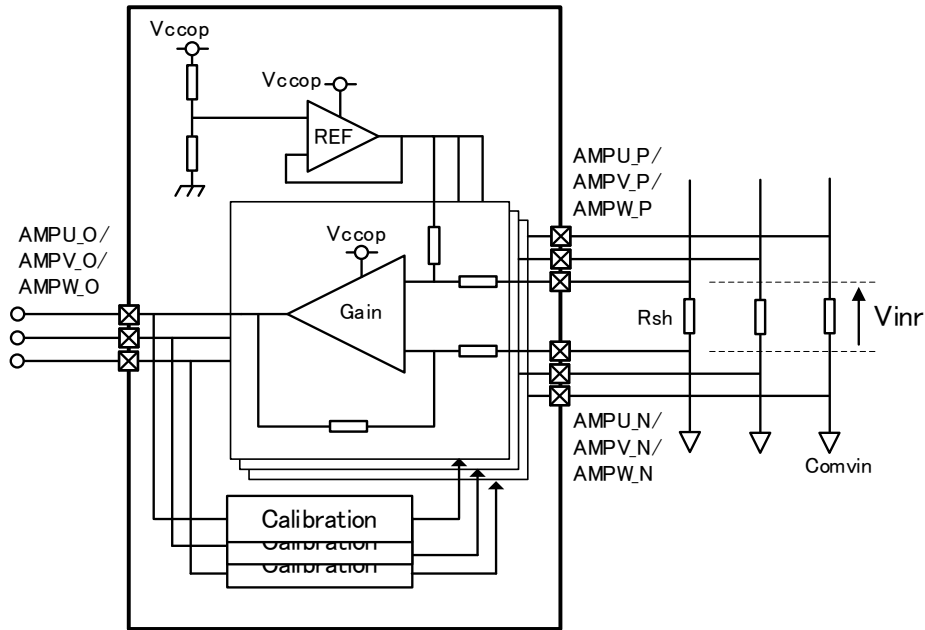 Vccop
Vccop
REF
AMPU_P/
AMPV_P/
AMPW_P
AMPU_O/
AMPV_O/
AMPW_O
Vccop
Gain
Rsh
Vinr
AMPU_N/
AMPV_N/
AMPW_N
Comvin
Calibration
Calibration
Calibration